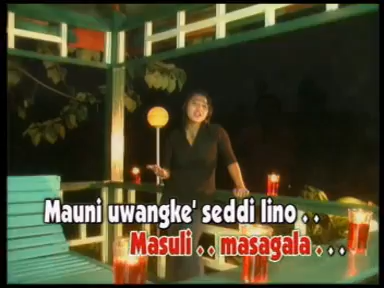 Mauni uwangke' seddi lino . .
Masuli . . masagala . . .